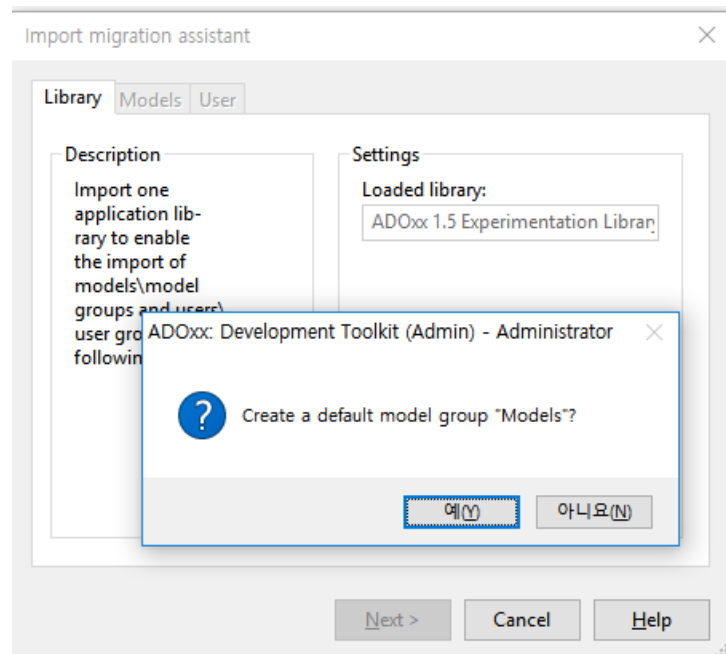 Import migration assistant
Library Models User
Description
Import one
application lib-
rary to enable
the import of
models\model
groups and users\
user gro
followin
Settings
Loaded library:
ADOxx 1.5 Experimentation Librar
ADOxx: Development Toolkit (Admin) - Administrator
Create a default model group "Models"?
예(Y) 아니요(N)
Next > Cancel Help